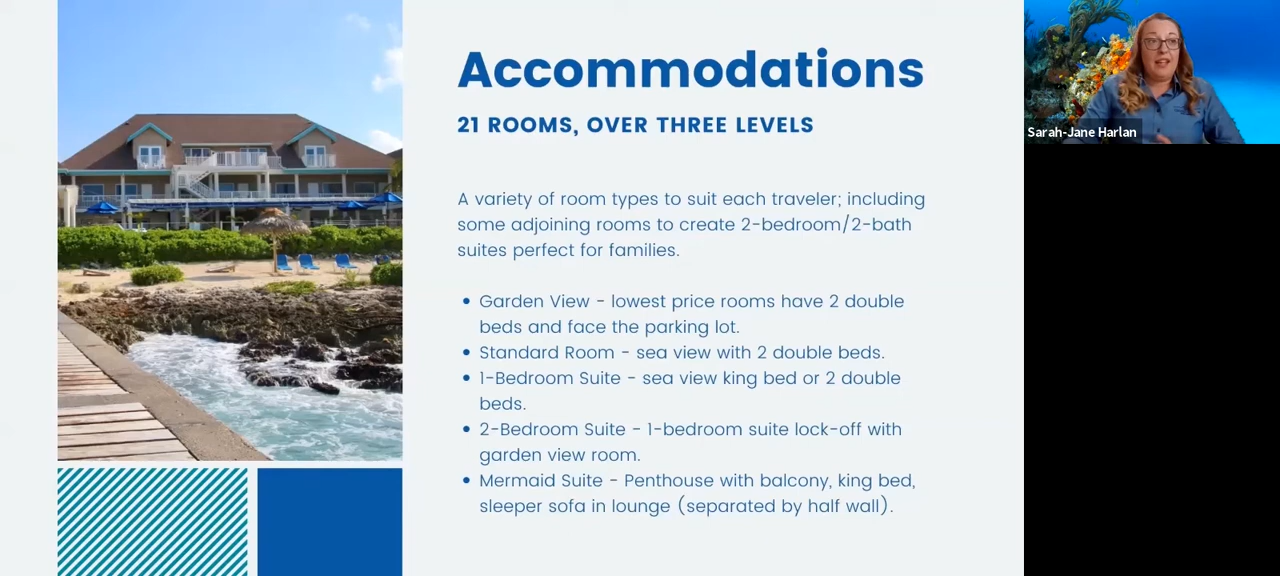 Accommodations
21 ROOMS, OVER THREE LEVELS
A variety of room types to suit each traveler; including
some adjoining rooms to create 2-bedroom/2-bath
suites perfect for families.
• Garden View - lowest price rooms have 2 double
beds and face the parking lot.
• Standard Room - sea view with 2 double beds.
• 1-Bedroom Suite - sea view king bed or 2 double
beds.
• 2-Bedroom Suite - 1-bedroom suite lock-off with
garden view room.
• Mermaid Suite - Penthouse with balcony, king bed,
sleeper sofa in lounge (separated by half wall).
Sarah-Jane Harlan